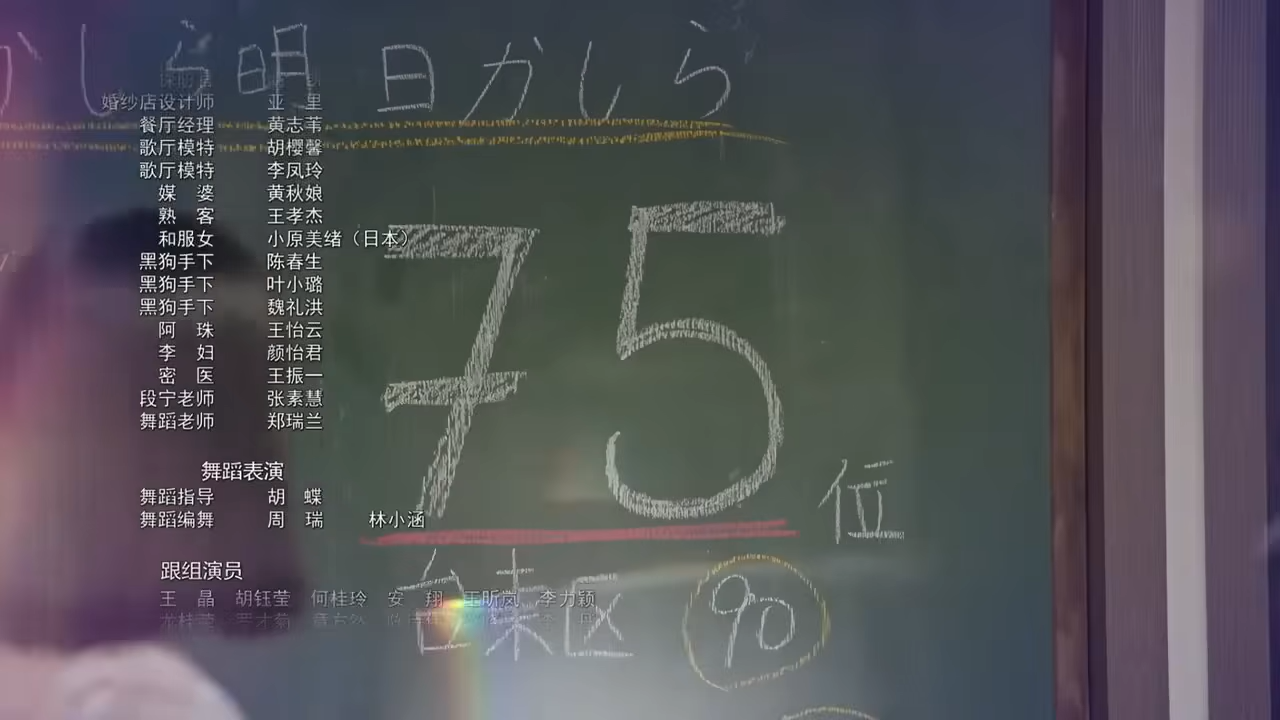 かしら明日かしら
婚纱店设计师 亚 里
餐厅经理 黄志苇
歌厅模特 胡樱馨
歌厅模特 李凤玲
媒 婆 黄秋娘
熟 客 王孝杰
和服女 小原美绪（日本）
黑狗手下 陈春生
黑狗手下 叶小璐
黑狗手下 魏礼洪
阿 珠 王怡云
李 妇 颜怡君
密 医 王振一
段宁老师 张素慧
舞蹈老师 郑瑞兰
75
位
舞蹈表演
舞蹈指导 胡 蝶
舞蹈编舞 周 瑞 林小涵
跟组演员
王 晶 胡钰莹 何桂玲 安 翔 王昕岚 李力颖
区
90